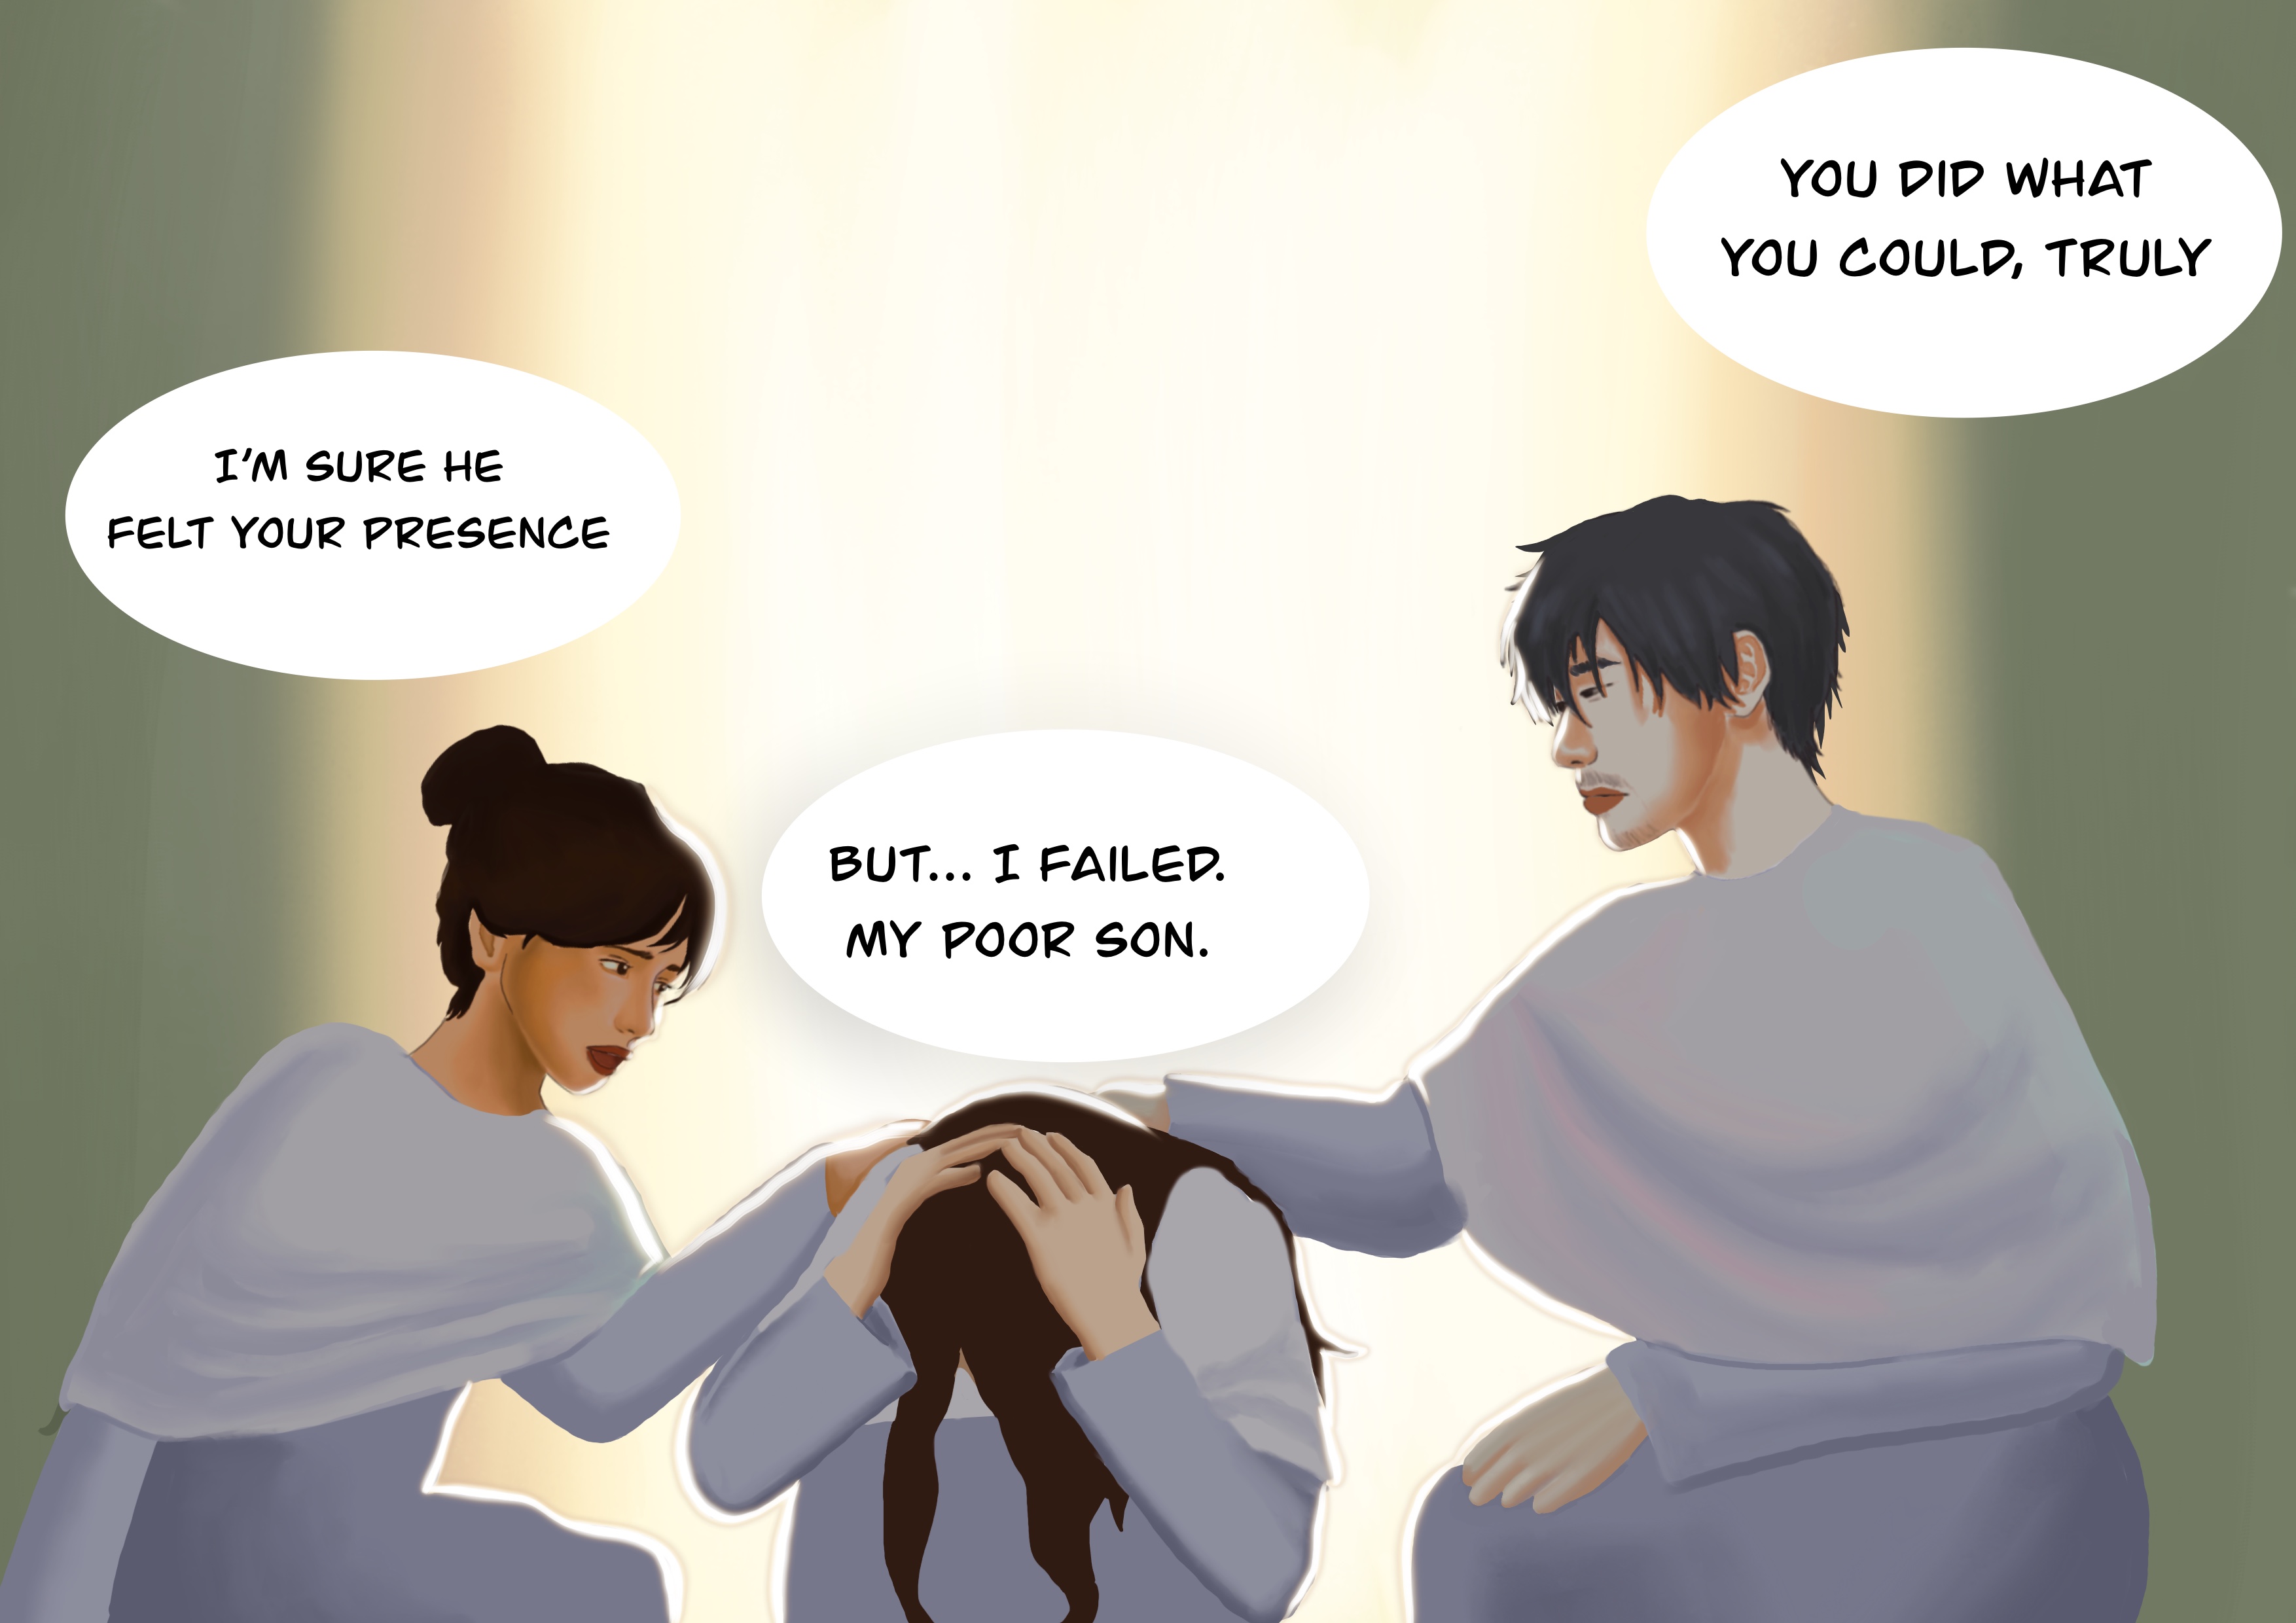 YOU DID WHAT
YOU COULD, TRULY
I'M SURE HE
FELT YOUR PRESENCE
BUT... I FAILED.
MY POOR SON.